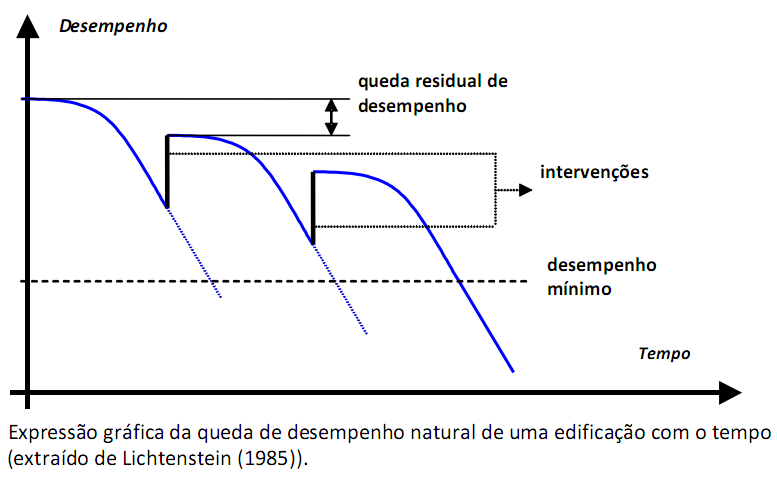 Desempenho
queda residual de
desempenho
intervenções
desempenho
mínimo
Tempo
Expressão gráfica da queda de desempenho natural de uma edificação com o tempo
(extraído de Lichtenstein (1985)).